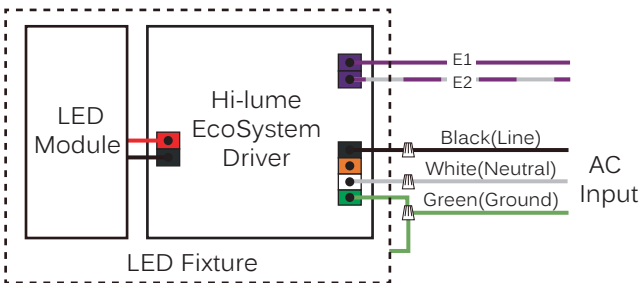 LED
Module
Hi-lume
EcoSystem
Driver
E1
E2
Black(Line)
White(Neutral)
Green(Ground)
AC
Input
LED Fixture